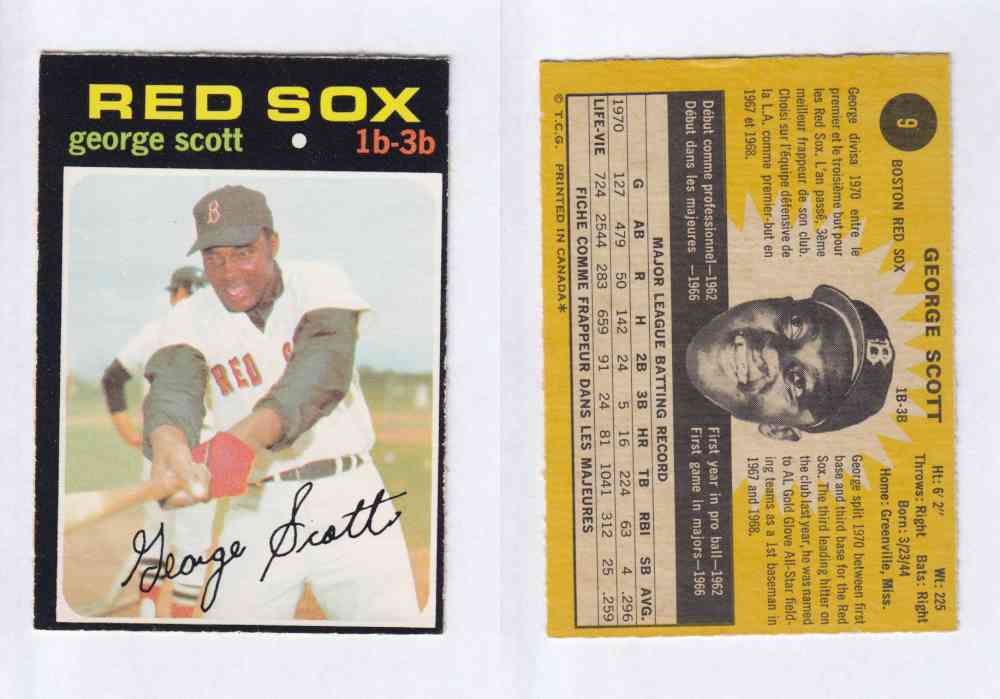 RED SOX
george scott 1b-3b
B
RED S
George Scott
9
BOSTON RED SOX
GEORGE SCOTT
1B-3B
Ht: 6' 2" Wt: 225
Throws: Right Bats: Right
Born: 3/23/44
Home: Greenville, Miss.
George divisa 1970 entre le
premier et le troisième but pour
les Red Sox. L'an passé, 3ème
meilleur frappeur de son club.
Choisi sur l'équipe défensive de
la L.A. comme premier-but en
1967 et 1968.
B
George split 1970 between first
base and third base for the Red
Sox. The third leading hitter on
the club last year, he was named
to AL Gold Glove All-Star field-
ing teams as a 1st baseman in
1967 and 1968.
Début comme professionnel—1962
Début dans les majeures —1966
First year in pro ball—1962
First game in majors—1966
MAJOR LEAGUE BATTING RECORD
G AB R H 2B 3B HR TB RBI SB AVG.
1970 127 479 50 142 24 5 16 224 63 4 .296
LIFE-VIE 724 2544 283 659 91 24 81 1041 312 25 .259
FICHE COMME FRAPPEUR DANS LES MAJEURES
© T.C.G. PRINTED IN CANADA*